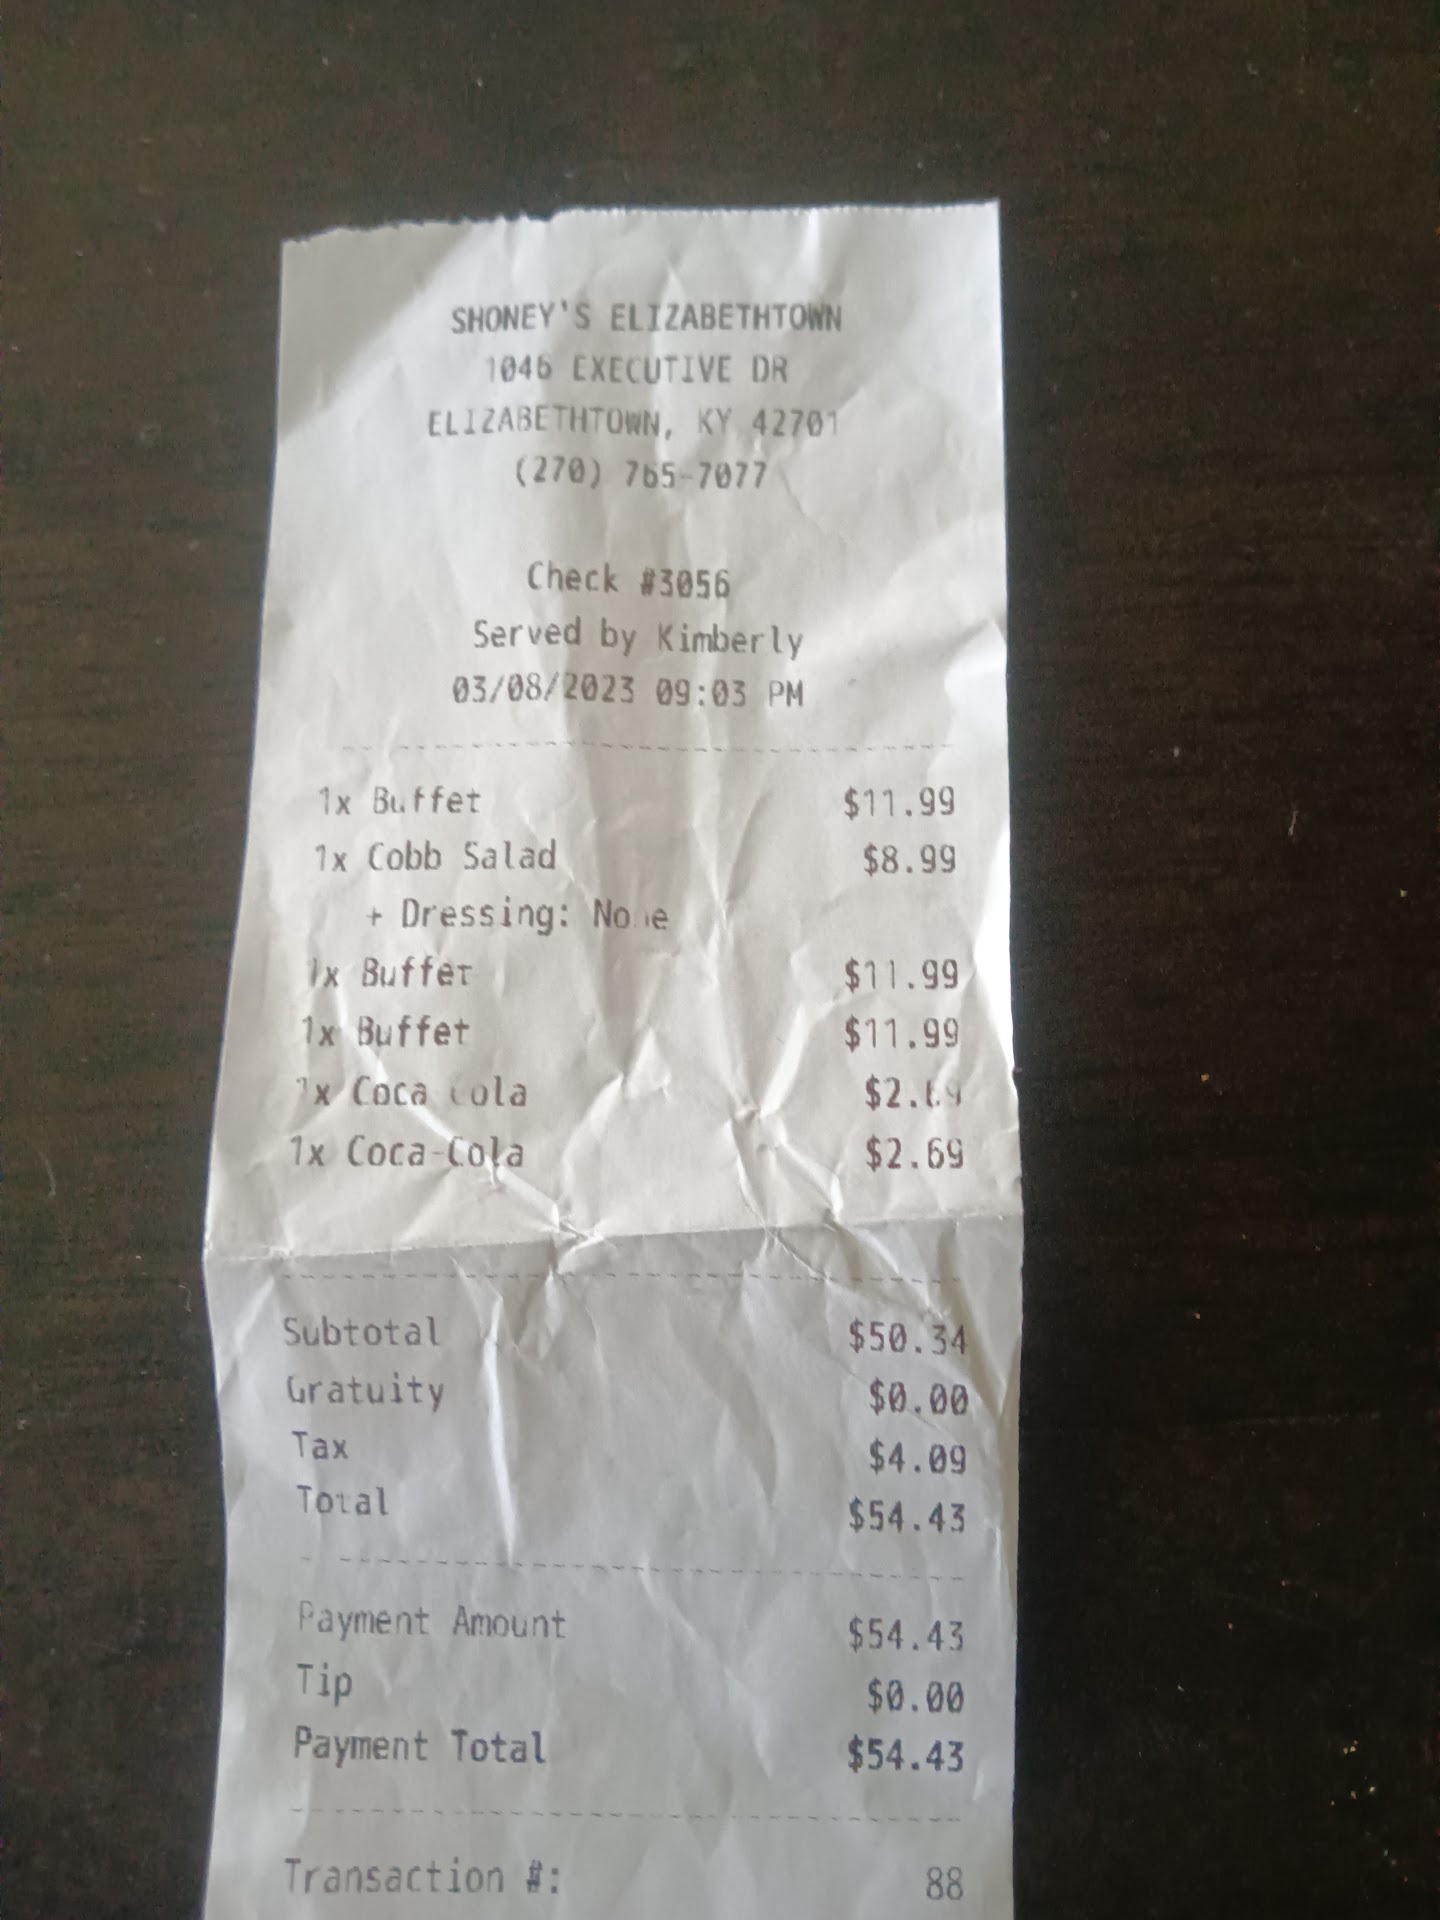 SHONEY'S ELIZABETHTOWN
1046 EXECUTIVE DR
ELIZABETHTOWN, KY 42701
(270) 765-7077
Check #3056
Served by Kimberly
03/08/2023 09:03 PM
1x Buffet $11.99
1x Cobb Salad $8.99
+ Dressing: None
1x Buffet $11.99
1x Buffet $11.99
1x Coca Cola $2.69
1x Coca-Cola $2.69
Subtotal $50.34
Gratuity $0.00
Tax $4.09
Total $54.43
Payment Amount $54.43
Tip $0.00
Payment Total $54.43
Transaction #: 88